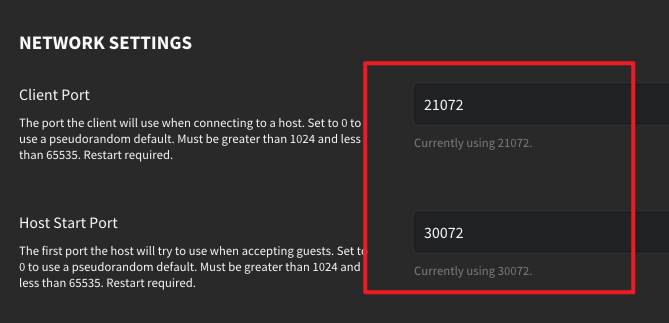 NETWORK SETTINGS
Client Port
21072
The port the client will use when connecting to a host. Set to 0 to
use a pseudorandom default. Must be greater than 1024 and less
than 65535. Restart required.
Currently using 21072.
Host Start Port
30072
The first port the host will try to use when accepting guests. Set to
0 to use a pseudorandom default. Must be greater than 1024 and
less than 65535. Restart required.
Currently using 30072.